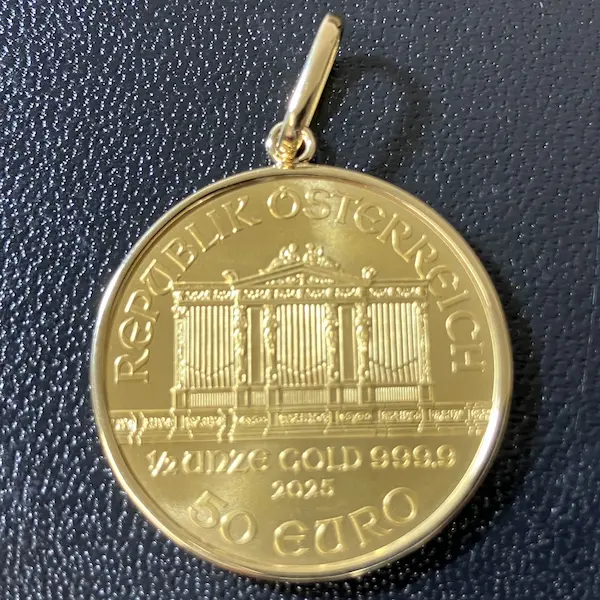 REPUBLIK ÖSTERREICH
1/2 UNZE GOLD 999.9
2025
50 EURO